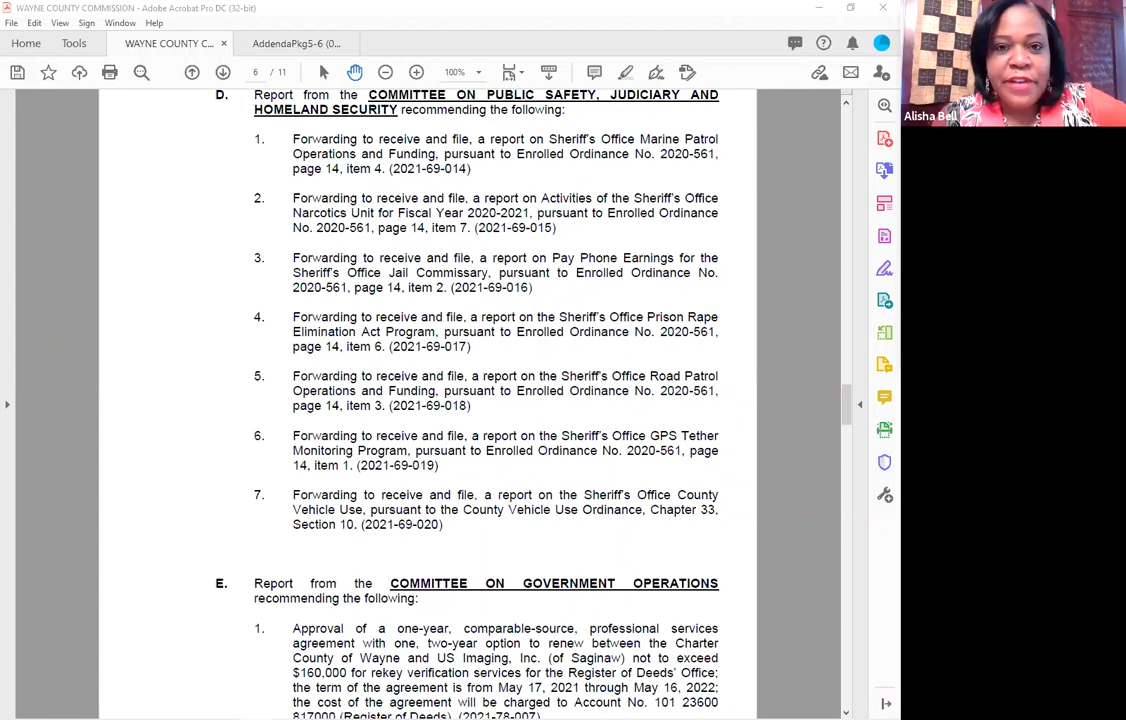 WAYNE COUNTY COMMISSION - Adobe Acrobat Pro DC (32-bit)
File Edit View Sign Window Help
Home Tools WAYNE COUNTY C... × AddendaPkg5-6 (0...
6 / 11 100%
D. Report from the COMMITTEE ON PUBLIC SAFETY, JUDICIARY AND
HOMELAND SECURITY recommending the following:
1. Forwarding to receive and file, a report on Sheriff's Office Marine Patrol
Operations and Funding, pursuant to Enrolled Ordinance No. 2020-561,
page 14, item 4. (2021-69-014)
2. Forwarding to receive and file, a report on Activities of the Sheriff's Office
Narcotics Unit for Fiscal Year 2020-2021, pursuant to Enrolled Ordinance
No. 2020-561, page 14, item 7. (2021-69-015)
3. Forwarding to receive and file, a report on Pay Phone Earnings for the
Sheriff's Office Jail Commissary, pursuant to Enrolled Ordinance No.
2020-561, page 14, item 2. (2021-69-016)
4. Forwarding to receive and file, a report on the Sheriff's Office Prison Rape
Elimination Act Program, pursuant to Enrolled Ordinance No. 2020-561,
page 14, item 6. (2021-69-017)
5. Forwarding to receive and file, a report on the Sheriff's Office Road Patrol
Operations and Funding, pursuant to Enrolled Ordinance No. 2020-561,
page 14, item 3. (2021-69-018)
6. Forwarding to receive and file, a report on the Sheriff's Office GPS Tether
Monitoring Program, pursuant to Enrolled Ordinance No. 2020-561, page
14, item 1. (2021-69-019)
7. Forwarding to receive and file, a report on the Sheriff's Office County
Vehicle Use, pursuant to the County Vehicle Use Ordinance, Chapter 33,
Section 10. (2021-69-020)
E. Report from the COMMITTEE ON GOVERNMENT OPERATIONS
recommending the following:
1. Approval of a one-year, comparable-source, professional services
agreement with one, two-year option to renew between the Charter
County of Wayne and US Imaging, Inc. (of Saginaw) not to exceed
$160,000 for rekey verification services for the Register of Deeds' Office;
the term of the agreement is from May 17, 2021 through May 16, 2022;
the cost of the agreement will be charged to Account No. 101 23600
817000 (Register of Deeds). (2021-78-007)
Alisha Bell